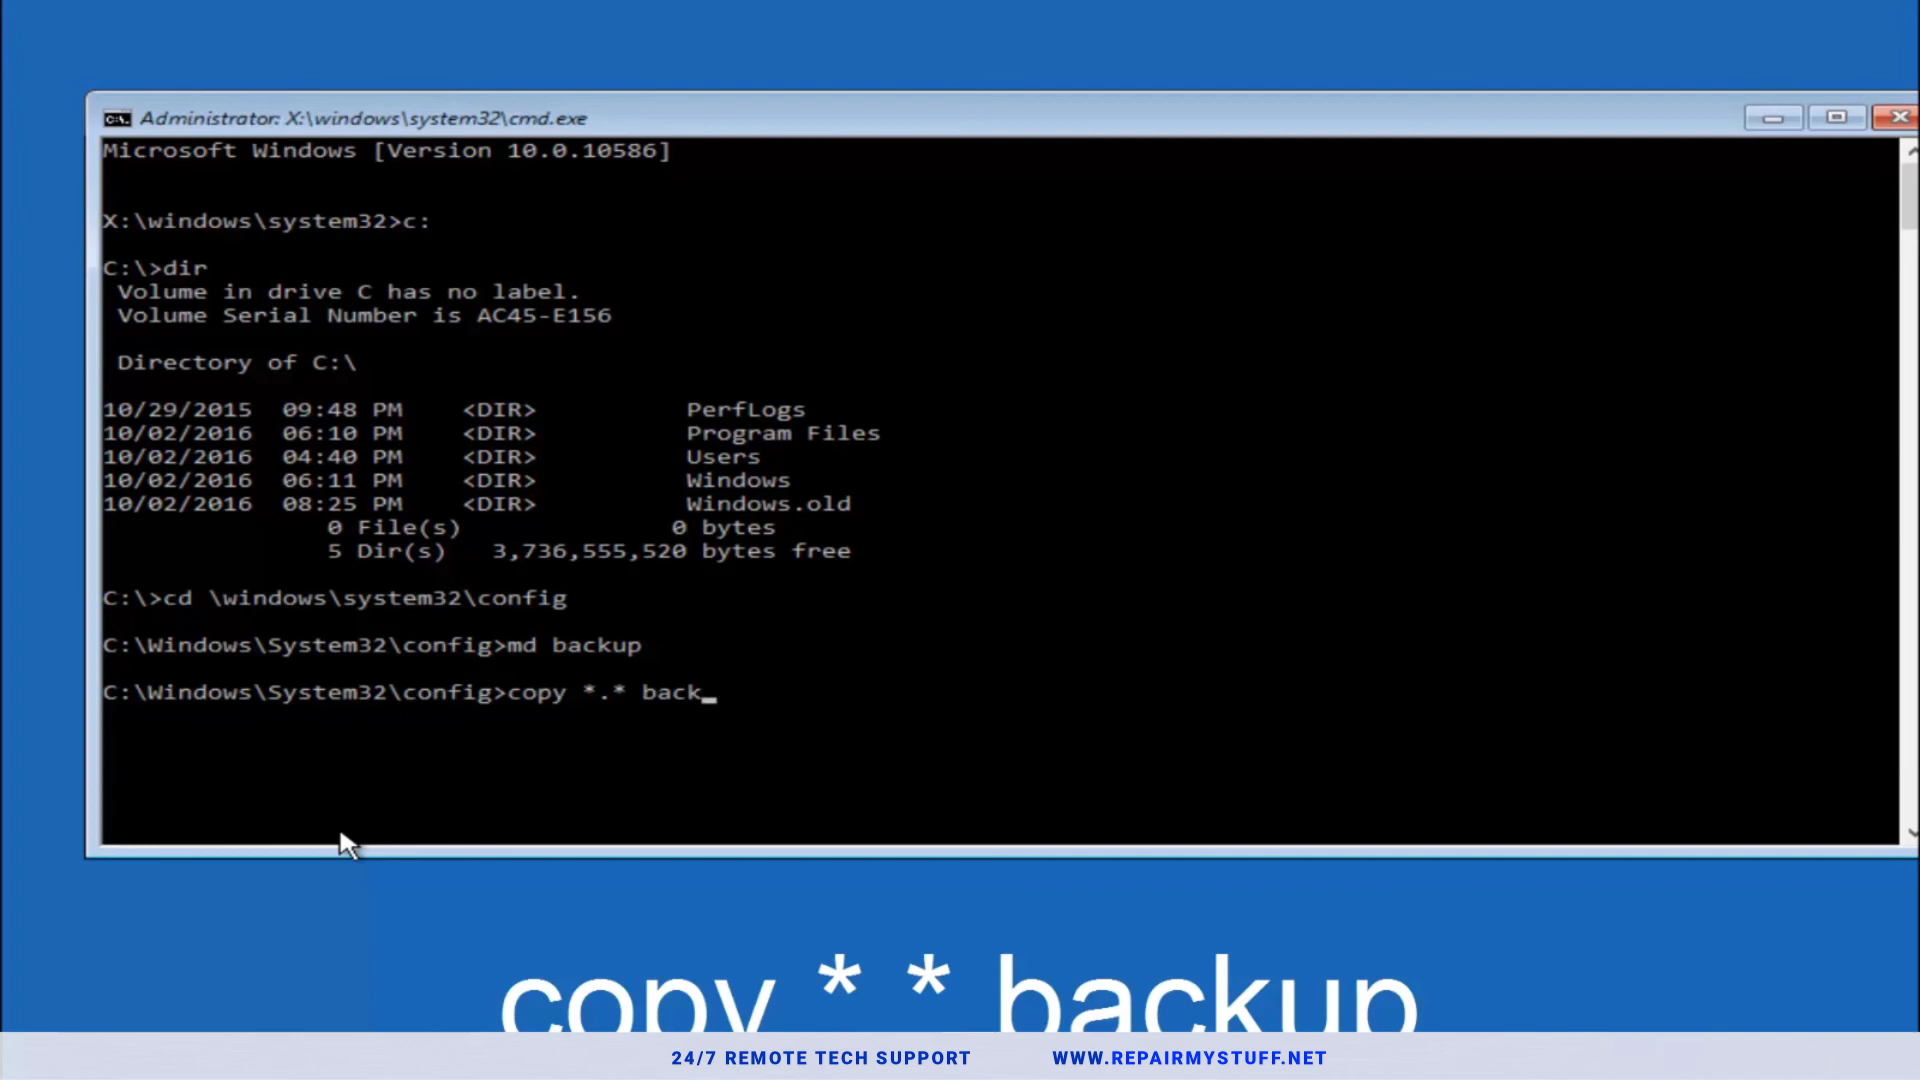 Administrator: X:\windows\system32\cmd.exe
Microsoft Windows [Version 10.0.10586]
X:\windows\system32>c:
C:\>dir
Volume in drive C has no label.
Volume Serial Number is AC45-E156
Directory of C:\
10/29/2015 09:48 PM <DIR> PerfLogs
10/02/2016 06:10 PM <DIR> Program Files
10/02/2016 04:40 PM <DIR> Users
10/02/2016 06:11 PM <DIR> Windows
10/02/2016 08:25 PM <DIR> Windows.old
0 File(s) 0 bytes
5 Dir(s) 3,736,555,520 bytes free
C:\>cd \windows\system32\config
C:\Windows\System32\config>md backup
C:\Windows\System32\config>copy *.* back_
copy * * backup
24/7 REMOTE TECH SUPPORT WWW.REPAIRMYSTUFF.NET